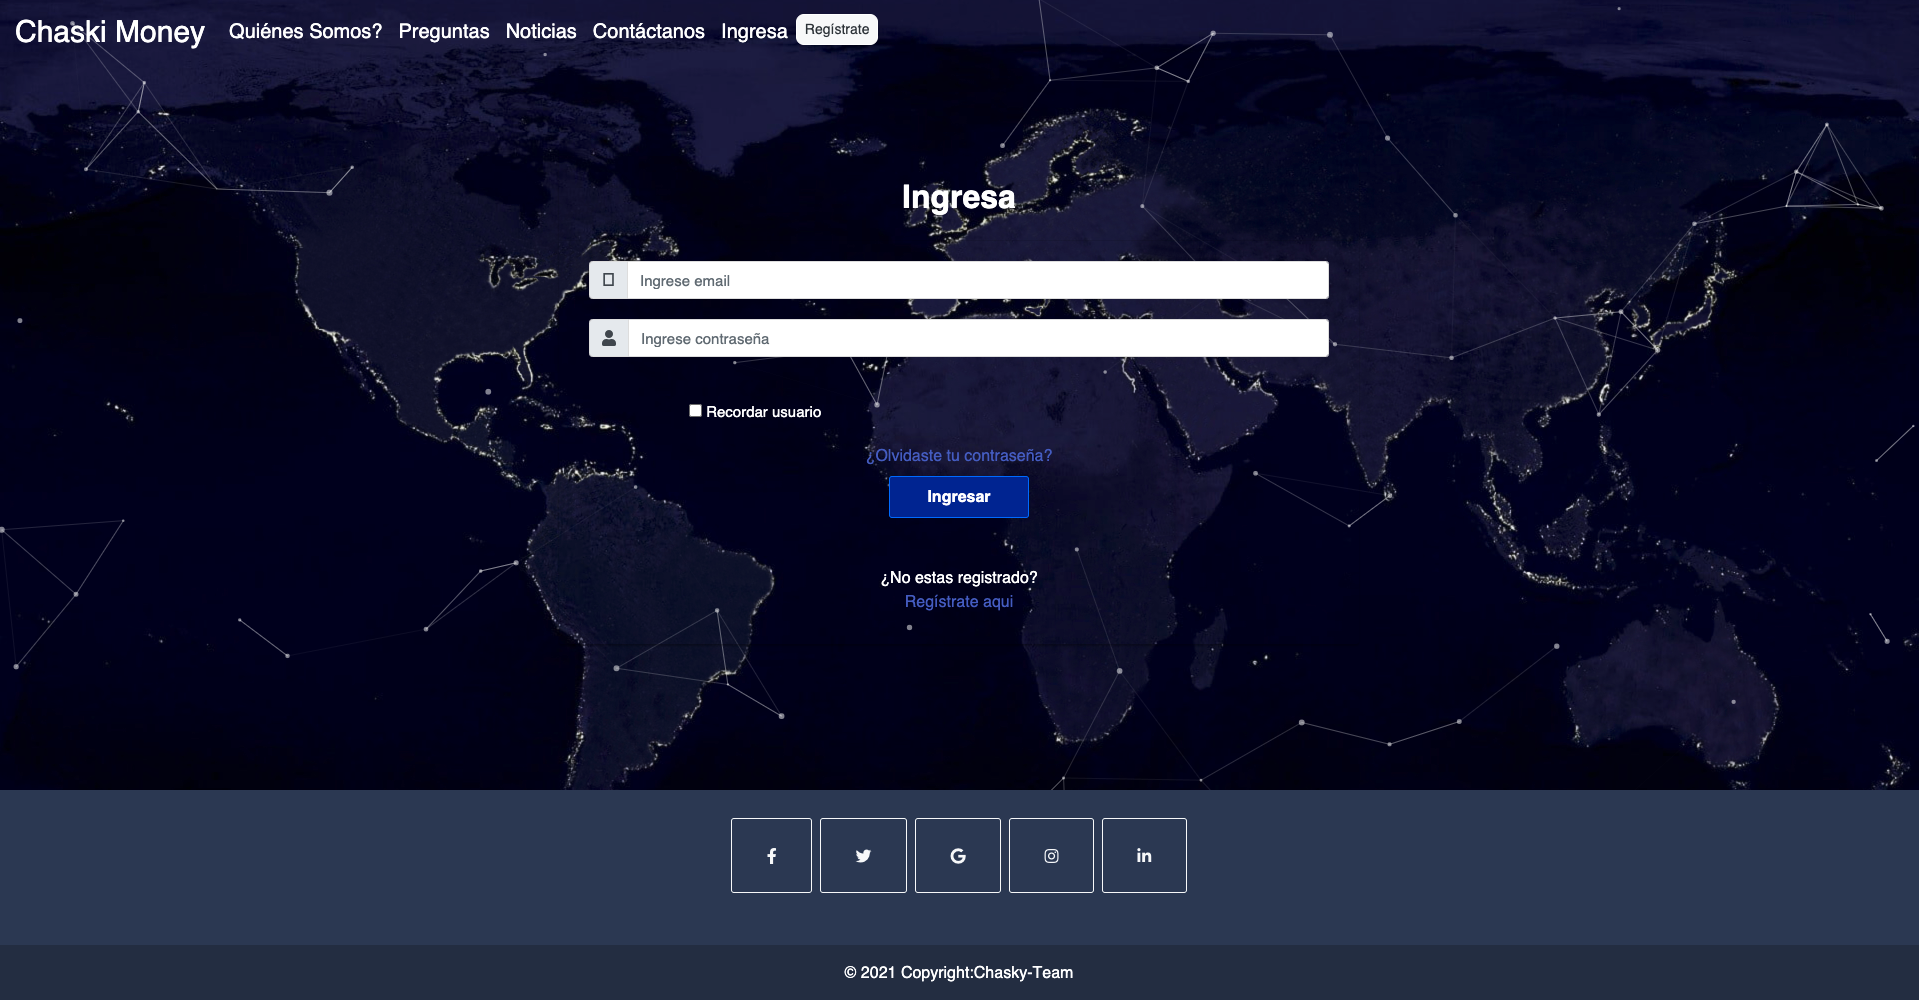 Chaski Money Quiénes Somos? Preguntas Noticias Contáctanos Ingresa Regístrate
Ingresa
Ingrese email
Ingrese contraseña
Recordar usuario
¿Olvidaste tu contraseña?
Ingresar
¿No estas registrado?
Regístrate aqui
© 2021 Copyright:Chasky-Team